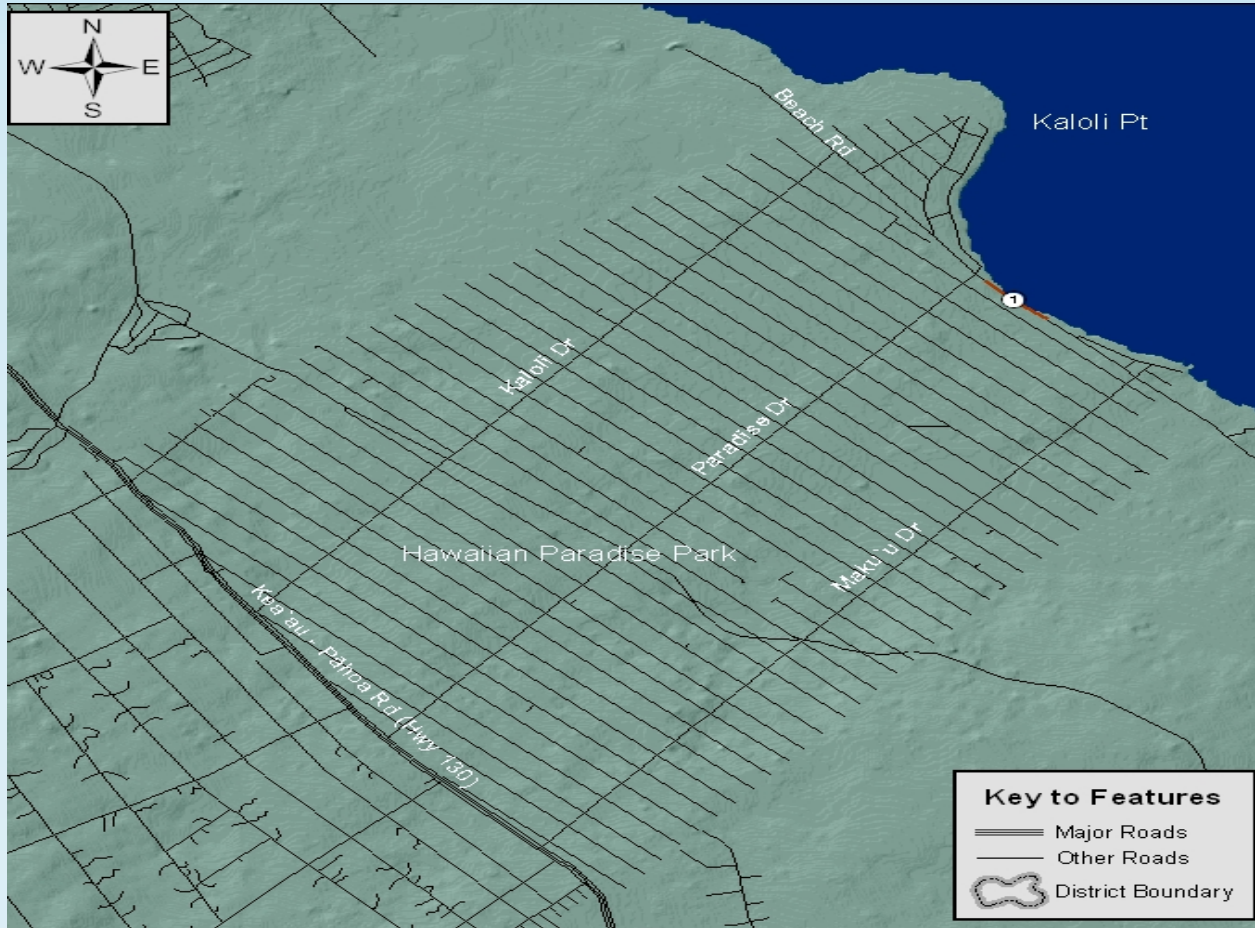 N
W E
S
Beach Rd
Kaloli Pt
1
Kaloli Dr
Paradise Dr
Hawaiian Paradise Park
Maku`u Dr
Kea`au - Pahoa Rd (Hwy 130)
Key to Features
Major Roads
Other Roads
District Boundary